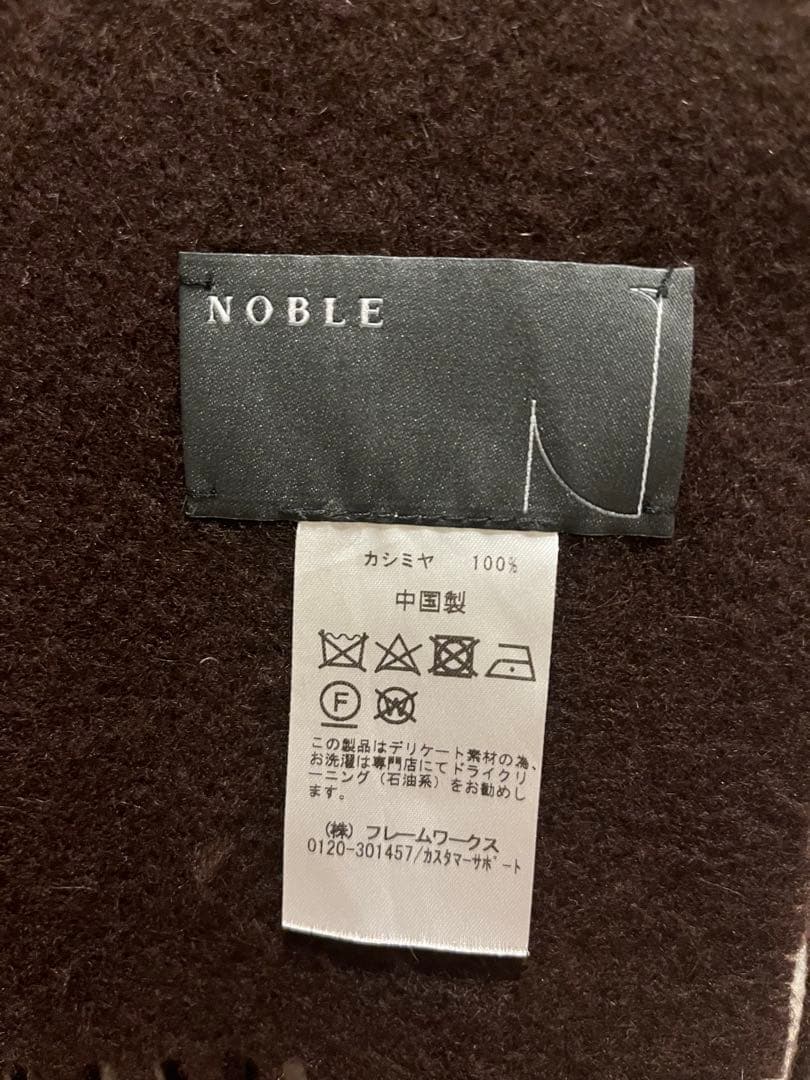 NOBLE
カシミヤ 100%
中国製
F
W
この製品はデリケート素材の為、
お洗濯は専門店にてドライクリ
ーニング（石油系）をお勧めし
ます。
（株）フレームワークス
0120-301457/ｶｽﾀﾏｰｻﾎﾟｰﾄ